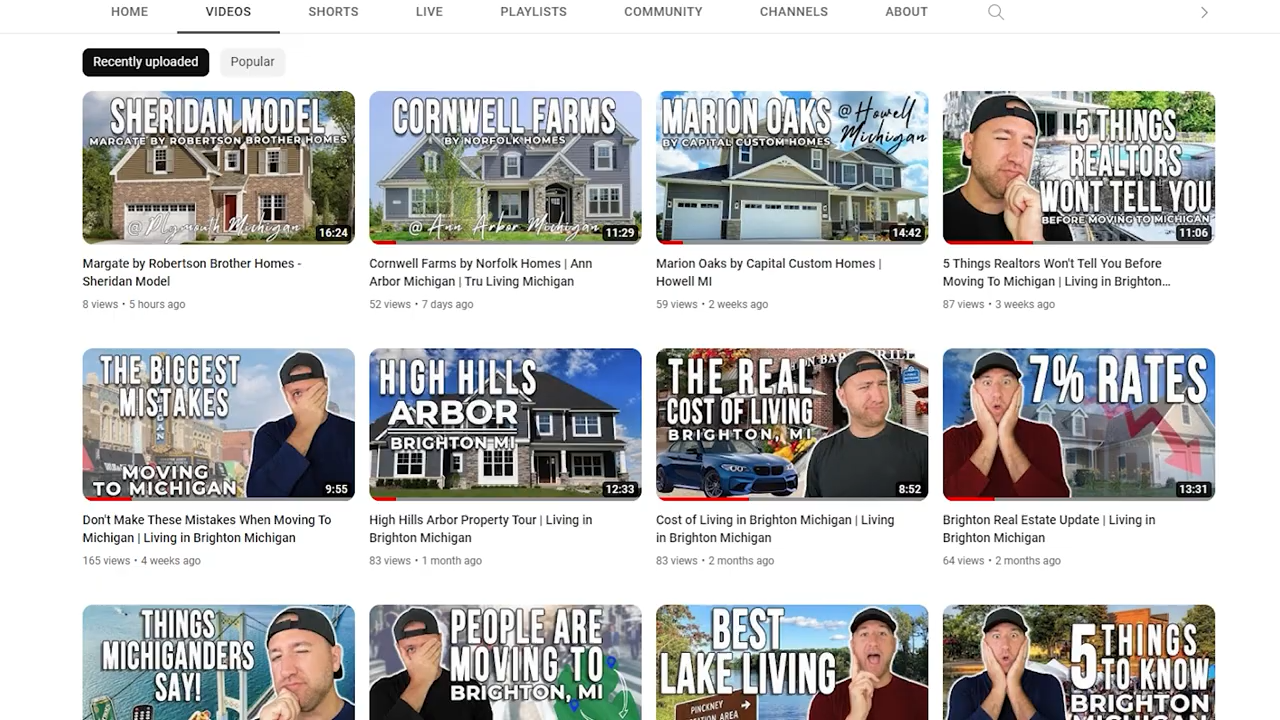 HOME VIDEOS SHORTS LIVE PLAYLISTS COMMUNITY CHANNELS ABOUT
Recently uploaded Popular
SHERIDAN MODEL
MARGATE BY ROBERTSON BROTHER HOMES
@ Plymouth Michigan
16:24
CORNWELL FARMS
BY NORFOLK HOMES
@ Ann Arbor Michigan
11:29
MARION OAKS
BY CAPITAL CUSTOM HOMES
@ Howell
Michigan
14:42
5 THINGS
REALTORS
WONT TELL YOU
BEFORE MOVING TO MICHIGAN
11:06
Margate by Robertson Brother Homes -
Sheridan Model
8 views • 5 hours ago
Cornwell Farms by Norfolk Homes | Ann
Arbor Michigan | Tru Living Michigan
52 views • 7 days ago
Marion Oaks by Capital Custom Homes |
Howell MI
59 views • 2 weeks ago
5 Things Realtors Won't Tell You Before
Moving To Michigan | Living in Brighton...
87 views • 3 weeks ago
THE BIGGEST
MISTAKES
MOVING
TO MICHIGAN
9:55
HIGH HILLS
ARBOR
BRIGHTON MI
12:33
THE REAL
COST OF LIVING
BRIGHTON, MI
8:52
7% RATES
13:31
Don't Make These Mistakes When Moving To
Michigan | Living in Brighton Michigan
165 views • 4 weeks ago
High Hills Arbor Property Tour | Living in
Brighton Michigan
83 views • 1 month ago
Cost of Living in Brighton Michigan | Living
in Brighton Michigan
83 views • 2 months ago
Brighton Real Estate Update | Living in
Brighton Michigan
64 views • 2 months ago
THINGS
MICHIGANDERS
SAY!
PEOPLE ARE
MOVING TO
BRIGHTON, MI
BEST
LAKE LIVING
PINCKNEY
AREA
5 THINGS
TO KNOW
BRIGHTON
MICHIGAN